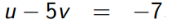 u − 5v = −7